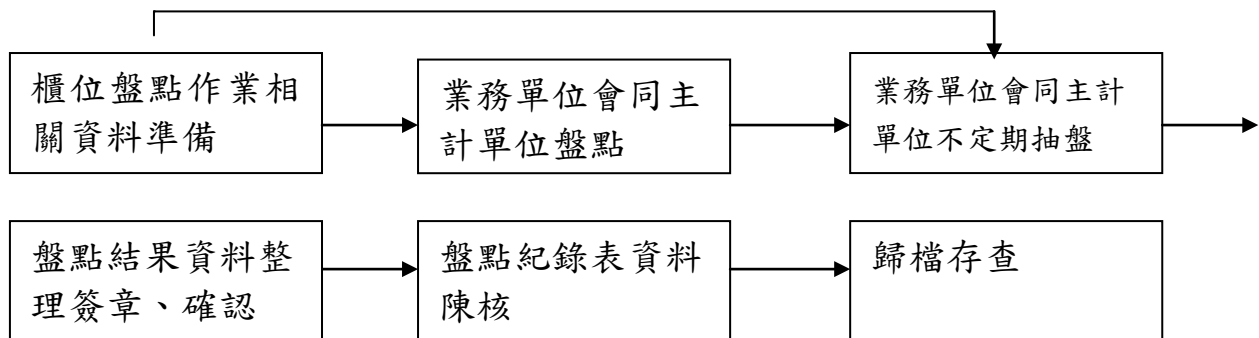 櫃位盤點作業相
關資料準備
業務單位會同主
計單位盤點
業務單位會同主計
單位不定期抽盤
盤點結果資料整
理簽章、確認
盤點紀錄表資料
陳核
歸檔存查